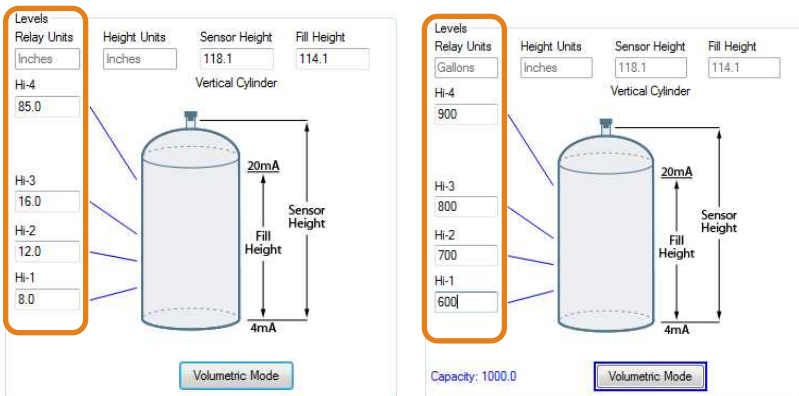 Levels
Relay Units Height Units Sensor Height Fill Height
Inches Inches 118.1 114.1
Hi-4 Vertical Cylinder
85.0
20mA
Hi-3
16.0
Sensor
Height
Hi-2
Fill
Height
12.0
Hi-1
8.0
4mA
Volumetric Mode
Levels
Relay Units Height Units Sensor Height Fill Height
Gallons Inches 118.1 114.1
Hi-4 Vertical Cylinder
900
20mA
Hi-3
800
Sensor
Height
Hi-2
Fill
Height
700
Hi-1
600
4mA
Capacity: 1000.0 Volumetric Mode